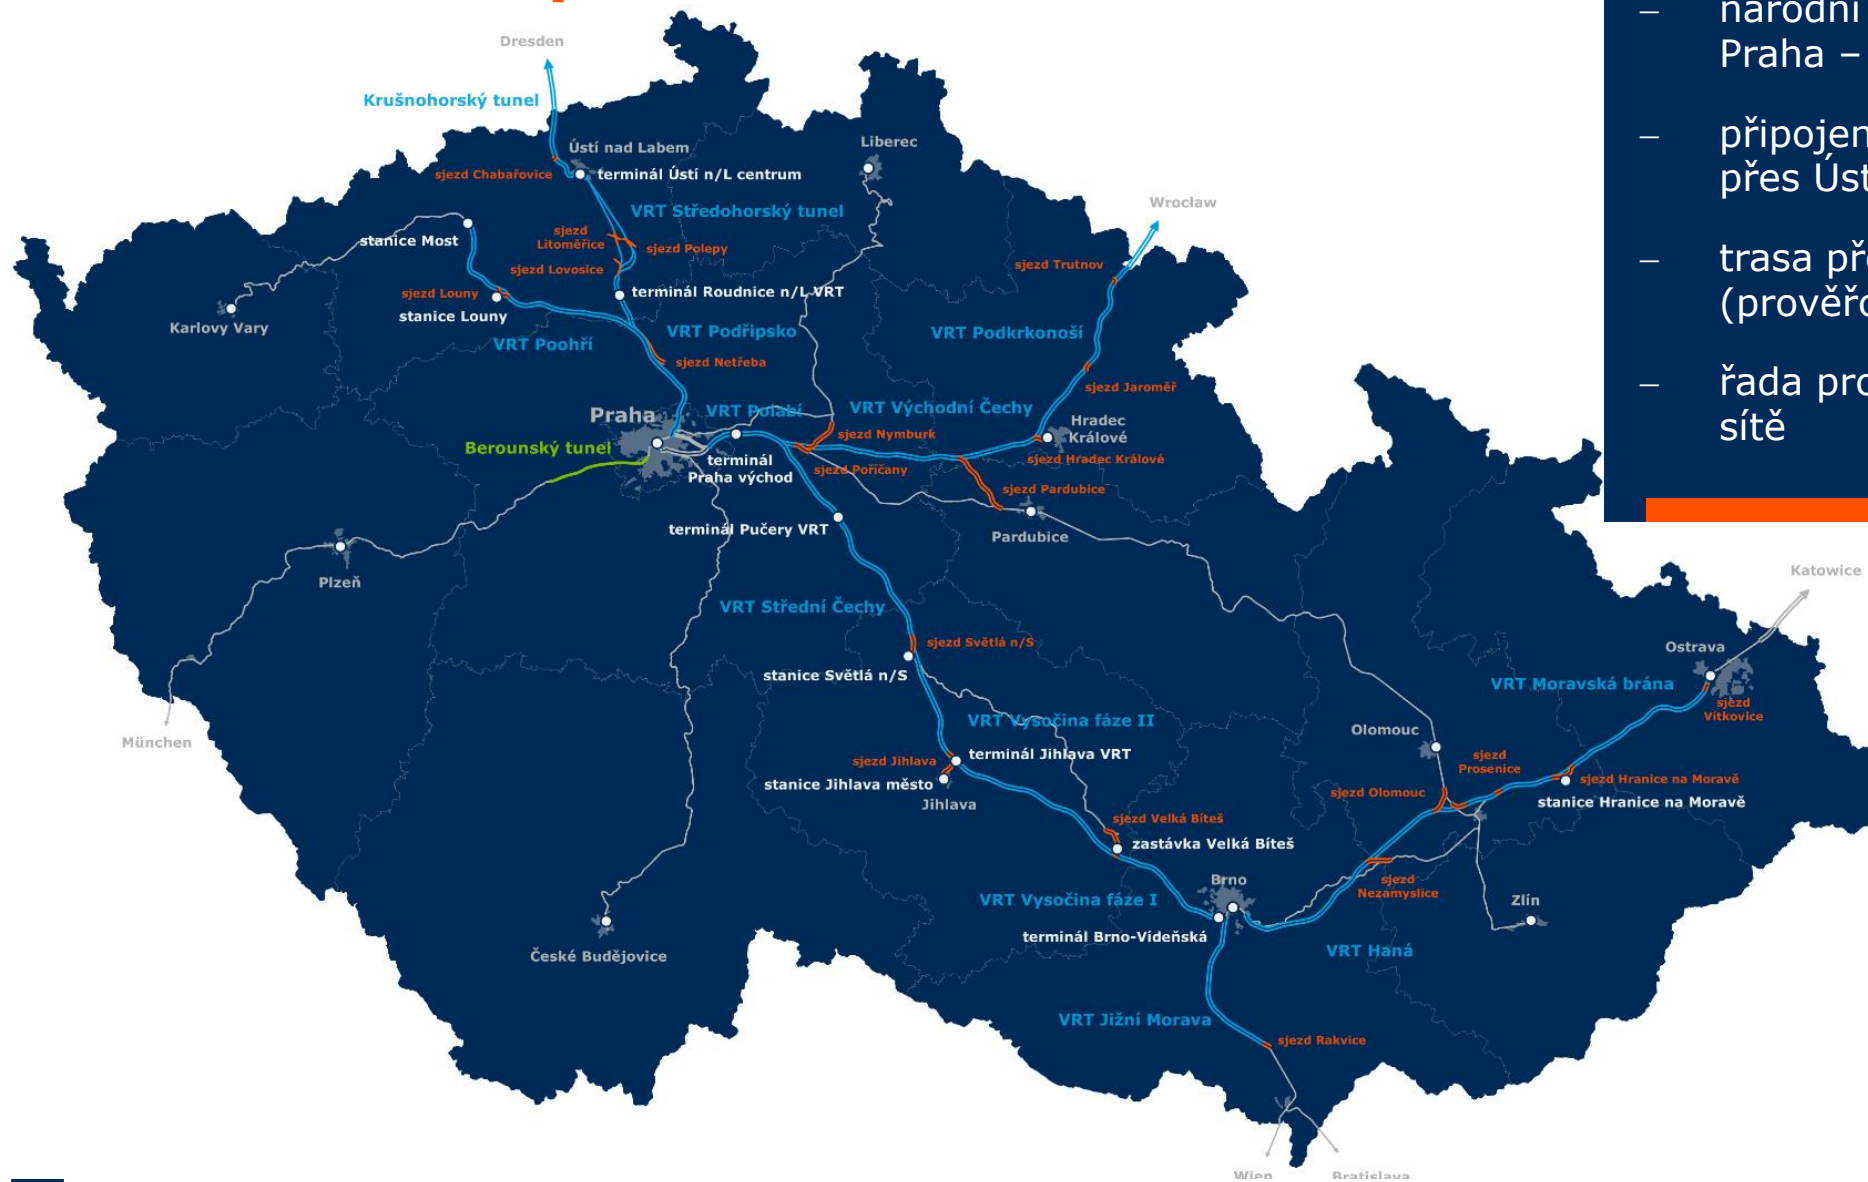 Dresden
Krušnohorský tunel
Ústí nad Labem
Liberec
sjezd Chabařovice
terminál Ústí n/L centrum
Wrocław
VRT Středohorský tunel
sjezd
Litoměřice
stanice Most
sjezd Polepy
sjezd Lovosice
sjezd Trutnov
sjezd Louny
terminál Roudnice n/L VRT
stanice Louny
Karlovy Vary
VRT Poohří
VRT Podřipsko
VRT Podkrkonoší
sjezd Netřeba
sjezd Jaroměř
Praha
VRT Polabí
VRT Východní Čechy
Hradec
Králové
sjezd Nymburk
Berounský tunel
terminál
Praha východ
sjezd Poříčany
sjezd Hradec Králové
sjezd Pardubice
terminál Pučery VRT
Pardubice
Plzeň
Katowice
VRT Střední Čechy
sjezd Světlá n/S
stanice Světlá n/S
Ostrava
VRT Moravská brána
sjezd
Vítkovice
München
VRT Vysočina fáze II
Olomouc
sjezd Jihlava
terminál Jihlava VRT
sjezd
Prosenice
stanice Jihlava město
Jihlava
sjezd Olomouc
sjezd Hranice na Moravě
stanice Hranice na Moravě
sjezd Velká Bíteš
zastávka Velká Bíteš
Brno
sjezd
Nezamyslice
VRT Vysočina fáze I
Zlín
terminál Brno-Vídeňská
České Budějovice
VRT Haná
VRT Jižní Morava
sjezd Rakvice
Wien
Bratislava
– národní
Praha –
– připojen
přes Úst
– trasa pře
(prověřo
– řada pro
sítě